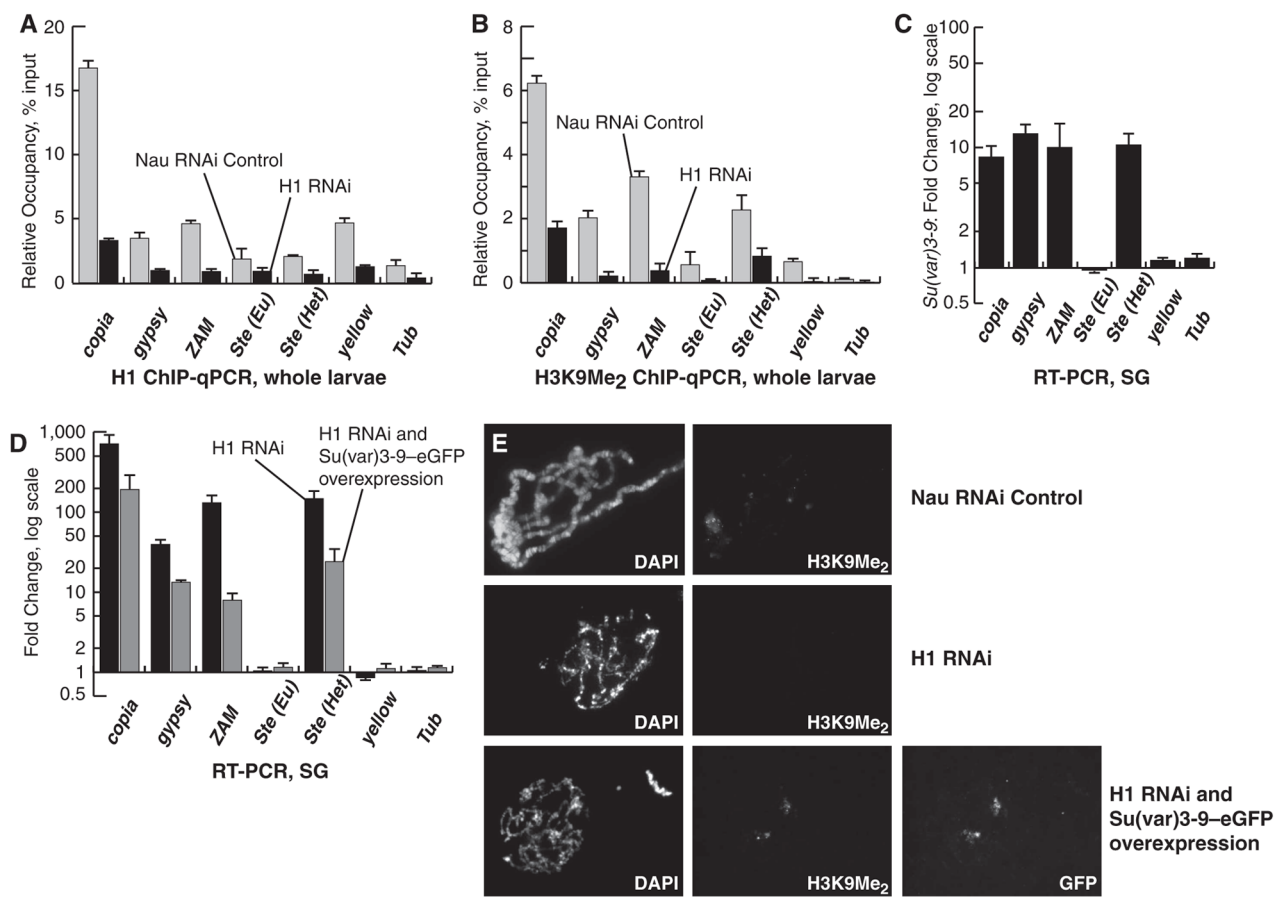 A
Relative Occupancy, % input
20
15
10
5
0
Nau RNAi Control
H1 RNAi
copia
gypsy
ZAM
Ste (Eu)
Ste (Het)
yellow
Tub
H1 ChIP-qPCR, whole larvae
B
Relative Occupancy, % input
8
6
4
2
0
Nau RNAi Control
H1 RNAi
copia
gypsy
ZAM
Ste (Eu)
Ste (Het)
yellow
Tub
H3K9Me2 ChIP-qPCR, whole larvae
C
Su(var)3-9: Fold Change, log scale
100
50
20
10
5
2
1
0.5
copia
gypsy
ZAM
Ste (Eu)
Ste (Het)
yellow
Tub
RT-PCR, SG
D
Fold Change, log scale
1,000
500
200
100
50
20
10
5
2
1
0.5
H1 RNAi
H1 RNAi and
Su(var)3-9–eGFP
overexpression
copia
gypsy
ZAM
Ste (Eu)
Ste (Het)
yellow
Tub
RT-PCR, SG
E
DAPI
H3K9Me2
Nau RNAi Control
DAPI
H3K9Me2
H1 RNAi
DAPI
H3K9Me2
GFP
H1 RNAi and
Su(var)3-9–eGFP
overexpression